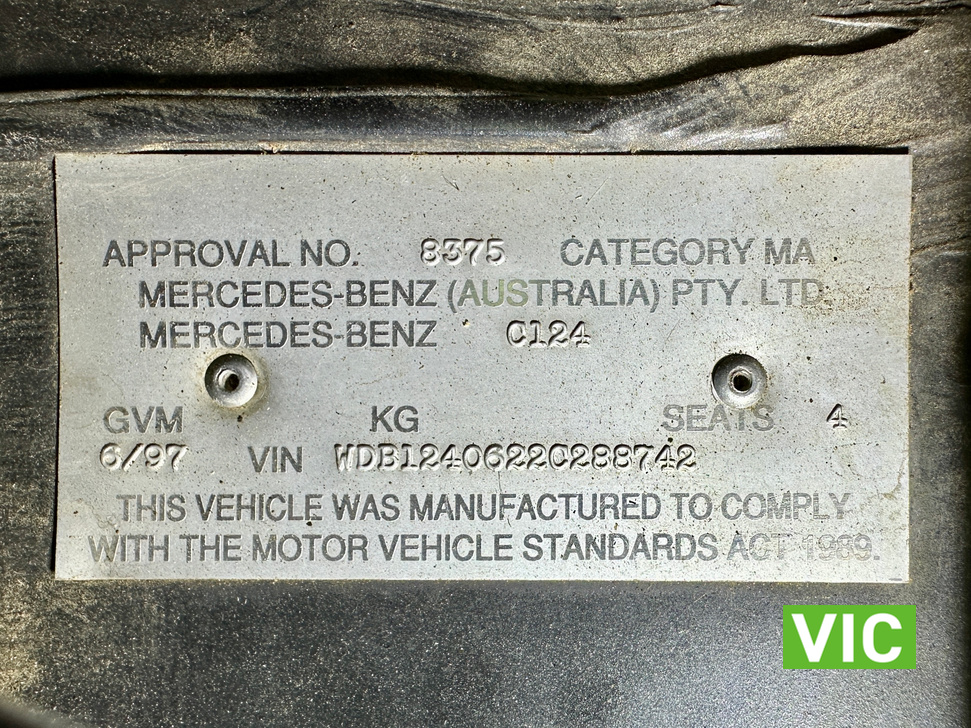 APPROVAL NO. 8375 CATEGORY MA
MERCEDES-BENZ (AUSTRALIA) PTY. LTD.
MERCEDES-BENZ C124
GVM KG SEATS 4
6/97 VIN WDB1240622C288742
THIS VEHICLE WAS MANUFACTURED TO COMPLY
WITH THE MOTOR VEHICLE STANDARDS ACT 1989.
VIC